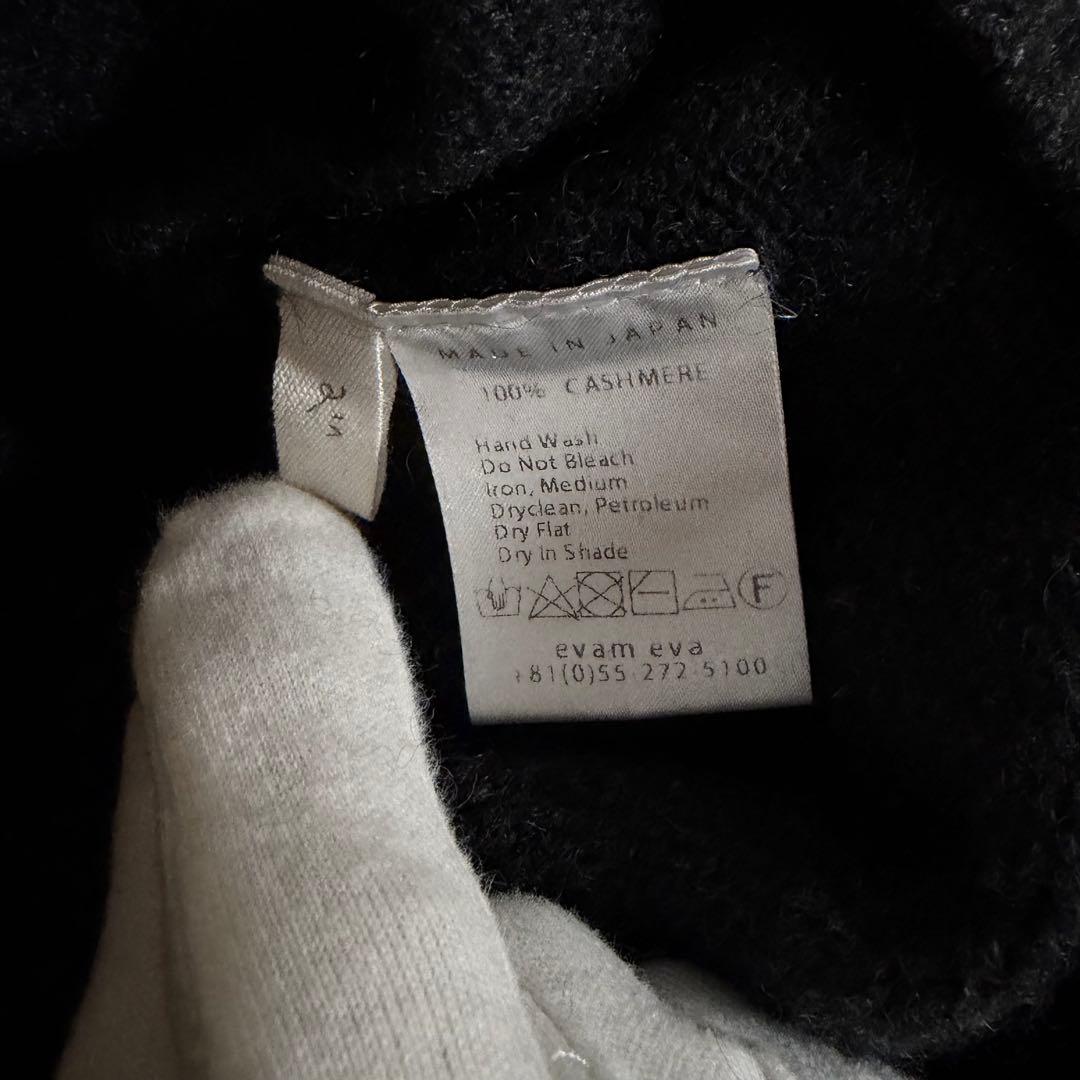 MADE IN JAPAN
100% CASHMERE
Hand Wash
Do Not Bleach
Iron, Medium
Dryclean, Petroleum
Dry Flat
Dry In Shade
F
evam eva
+81(0)55 272 5100